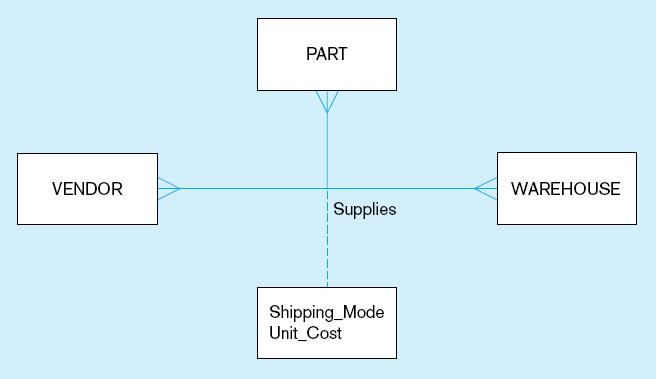 PART
VENDOR
WAREHOUSE
Supplies
Shipping_Mode
Unit_Cost